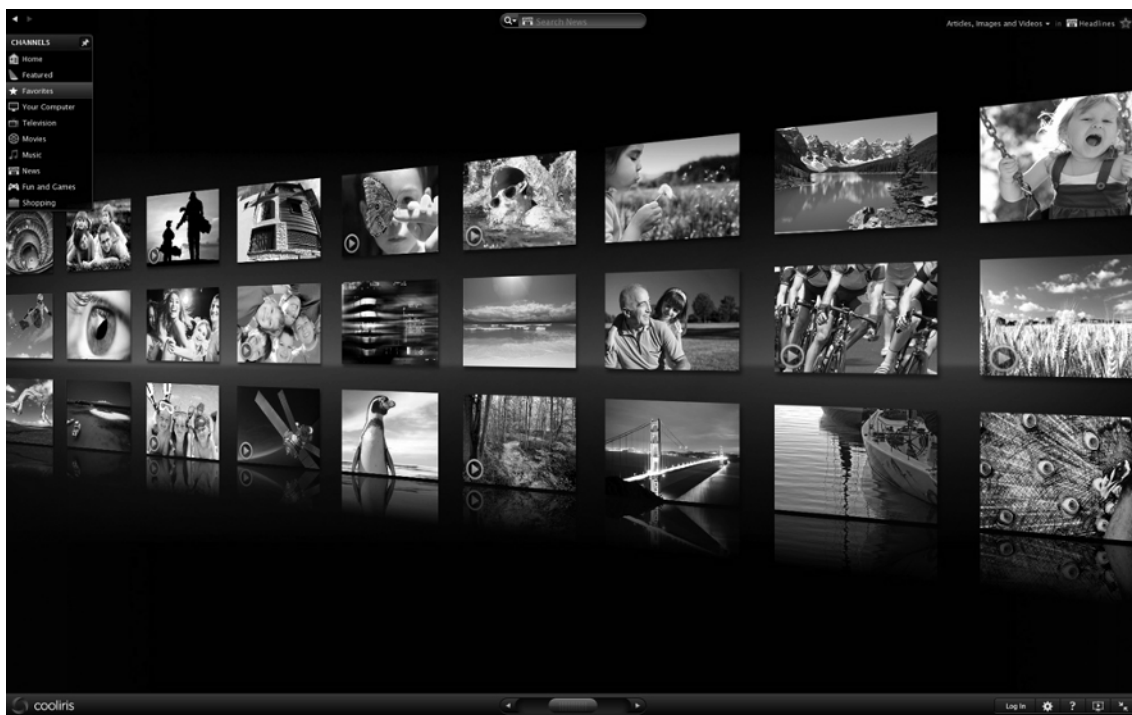 Search News
Articles, Images and Videos in Headlines
CHANNELS
Home
Featured
Favorites
Your Computer
Television
Movies
Music
News
Fun and Games
Shopping
cooliris
Log In
?